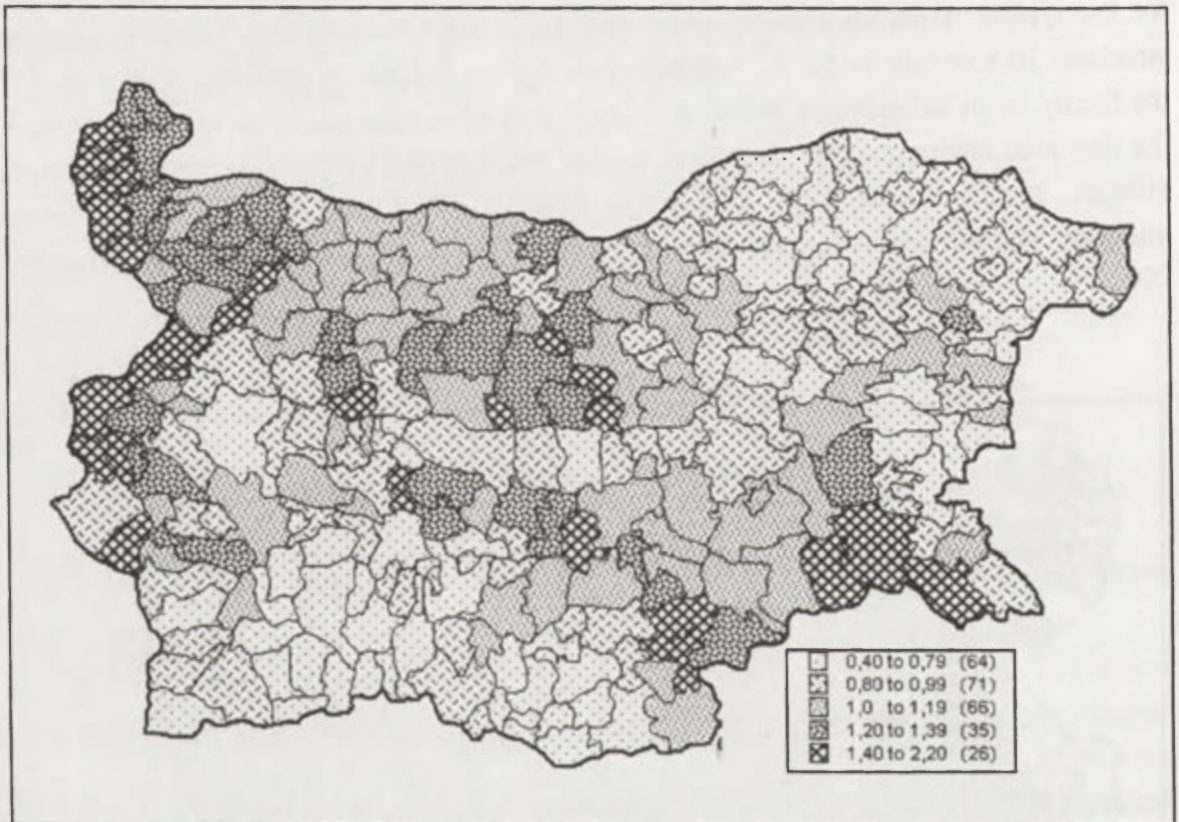 0,40 to 0,79 (64)
0,80 to 0,99 (71)
1,0 to 1,19 (66)
1,20 to 1,39 (35)
1,40 to 2,20 (26)